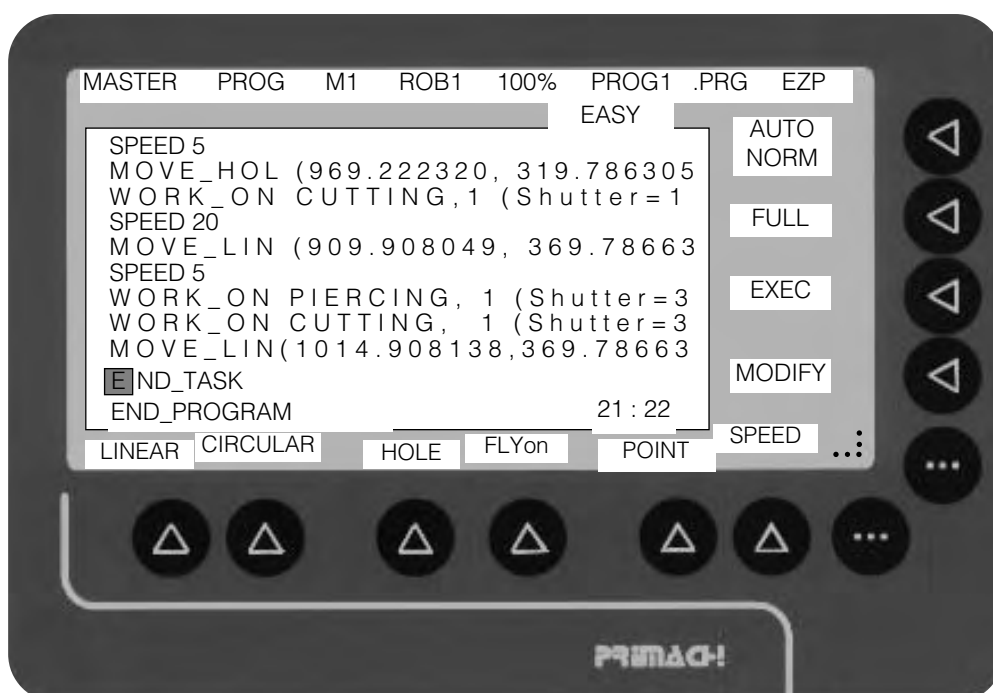 MASTER PROG M1 ROB1 100% PROG1 .PRG EZP
EASY
SPEED 5
MOVE_HOL (969.222320, 319.786305
WORK_ON CUTTING,1 (Shutter=1
SPEED 20
MOVE_LIN (909.908049, 369.78663
SPEED 5
WORK_ON PIERCING, 1 (Shutter=3
WORK_ON CUTTING, 1 (Shutter=3
MOVE_LIN(1014.908138,369.78663
END_TASK
END_PROGRAM 21 : 22
AUTO
NORM
FULL
EXEC
MODIFY
LINEAR CIRCULAR HOLE FLYon POINT SPEED